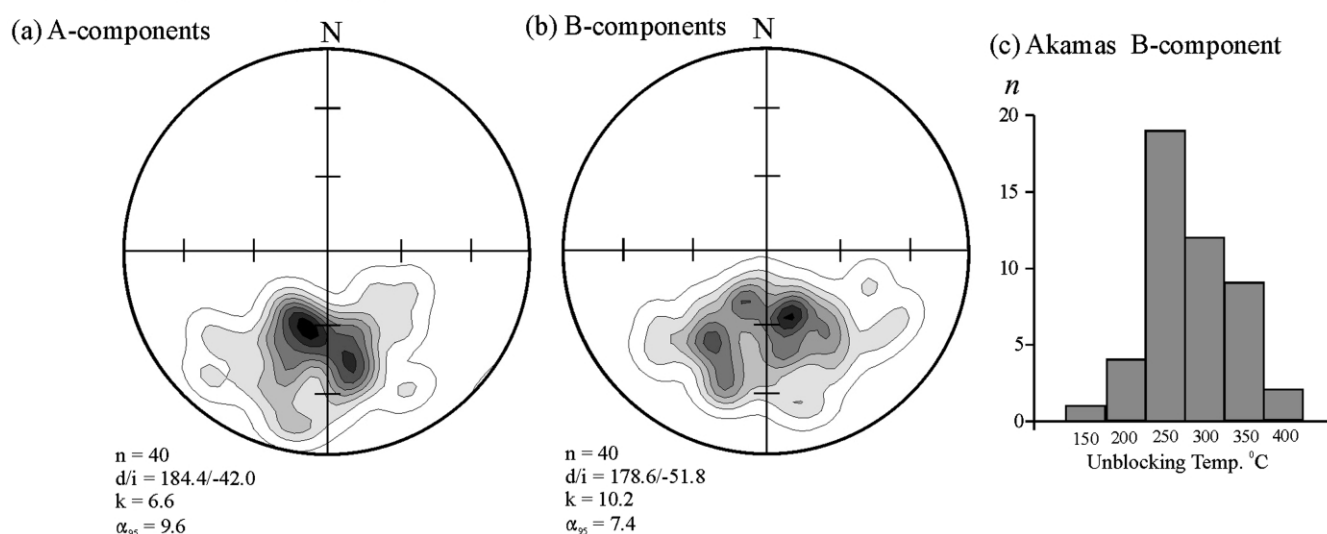 (a) A-components
N
n = 40
d/i = 184.4/-42.0
k = 6.6
α₉₅ = 9.6
(b) B-components
N
n = 40
d/i = 178.6/-51.8
k = 10.2
α₉₅ = 7.4
(c) Akamas B-component
n
20
15
10
5
0
150 200 250 300 350 400
Unblocking Temp. ⁰C